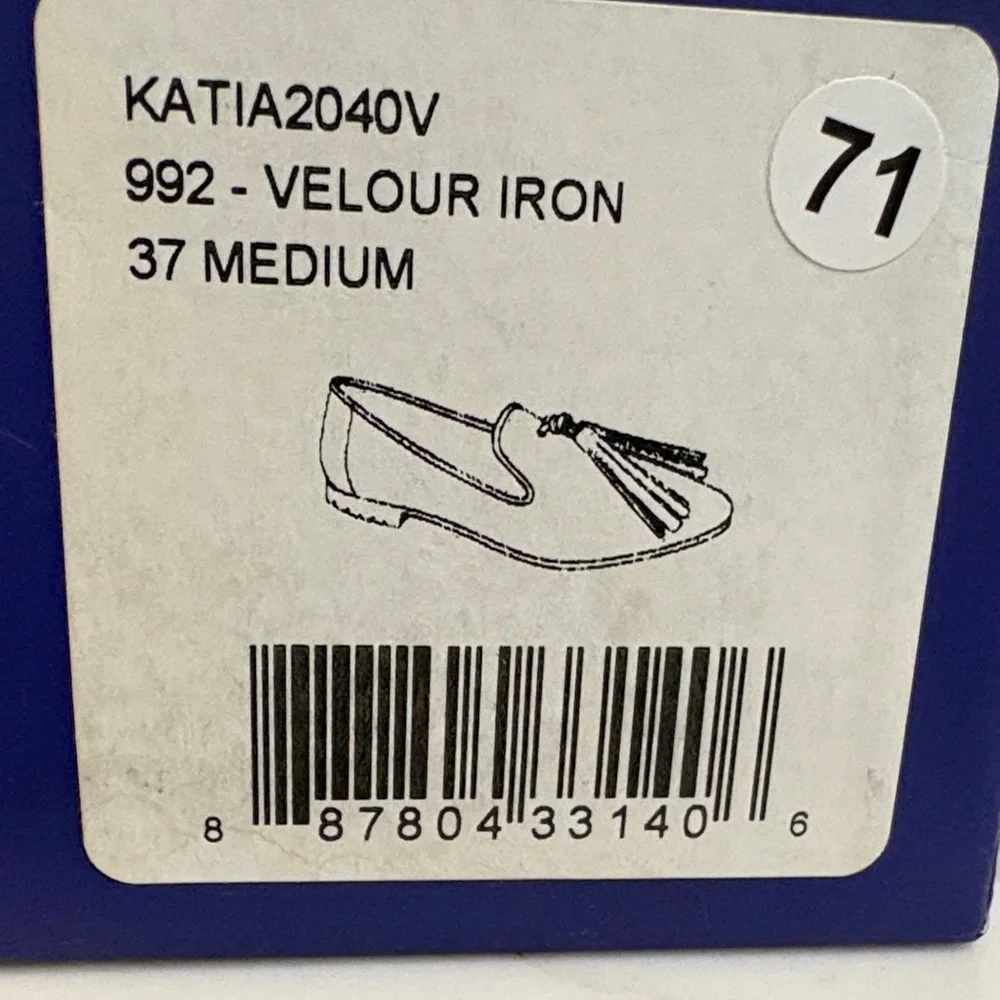 KATIA2040V
992 - VELOUR IRON
37 MEDIUM
71
8 87804 33140 6